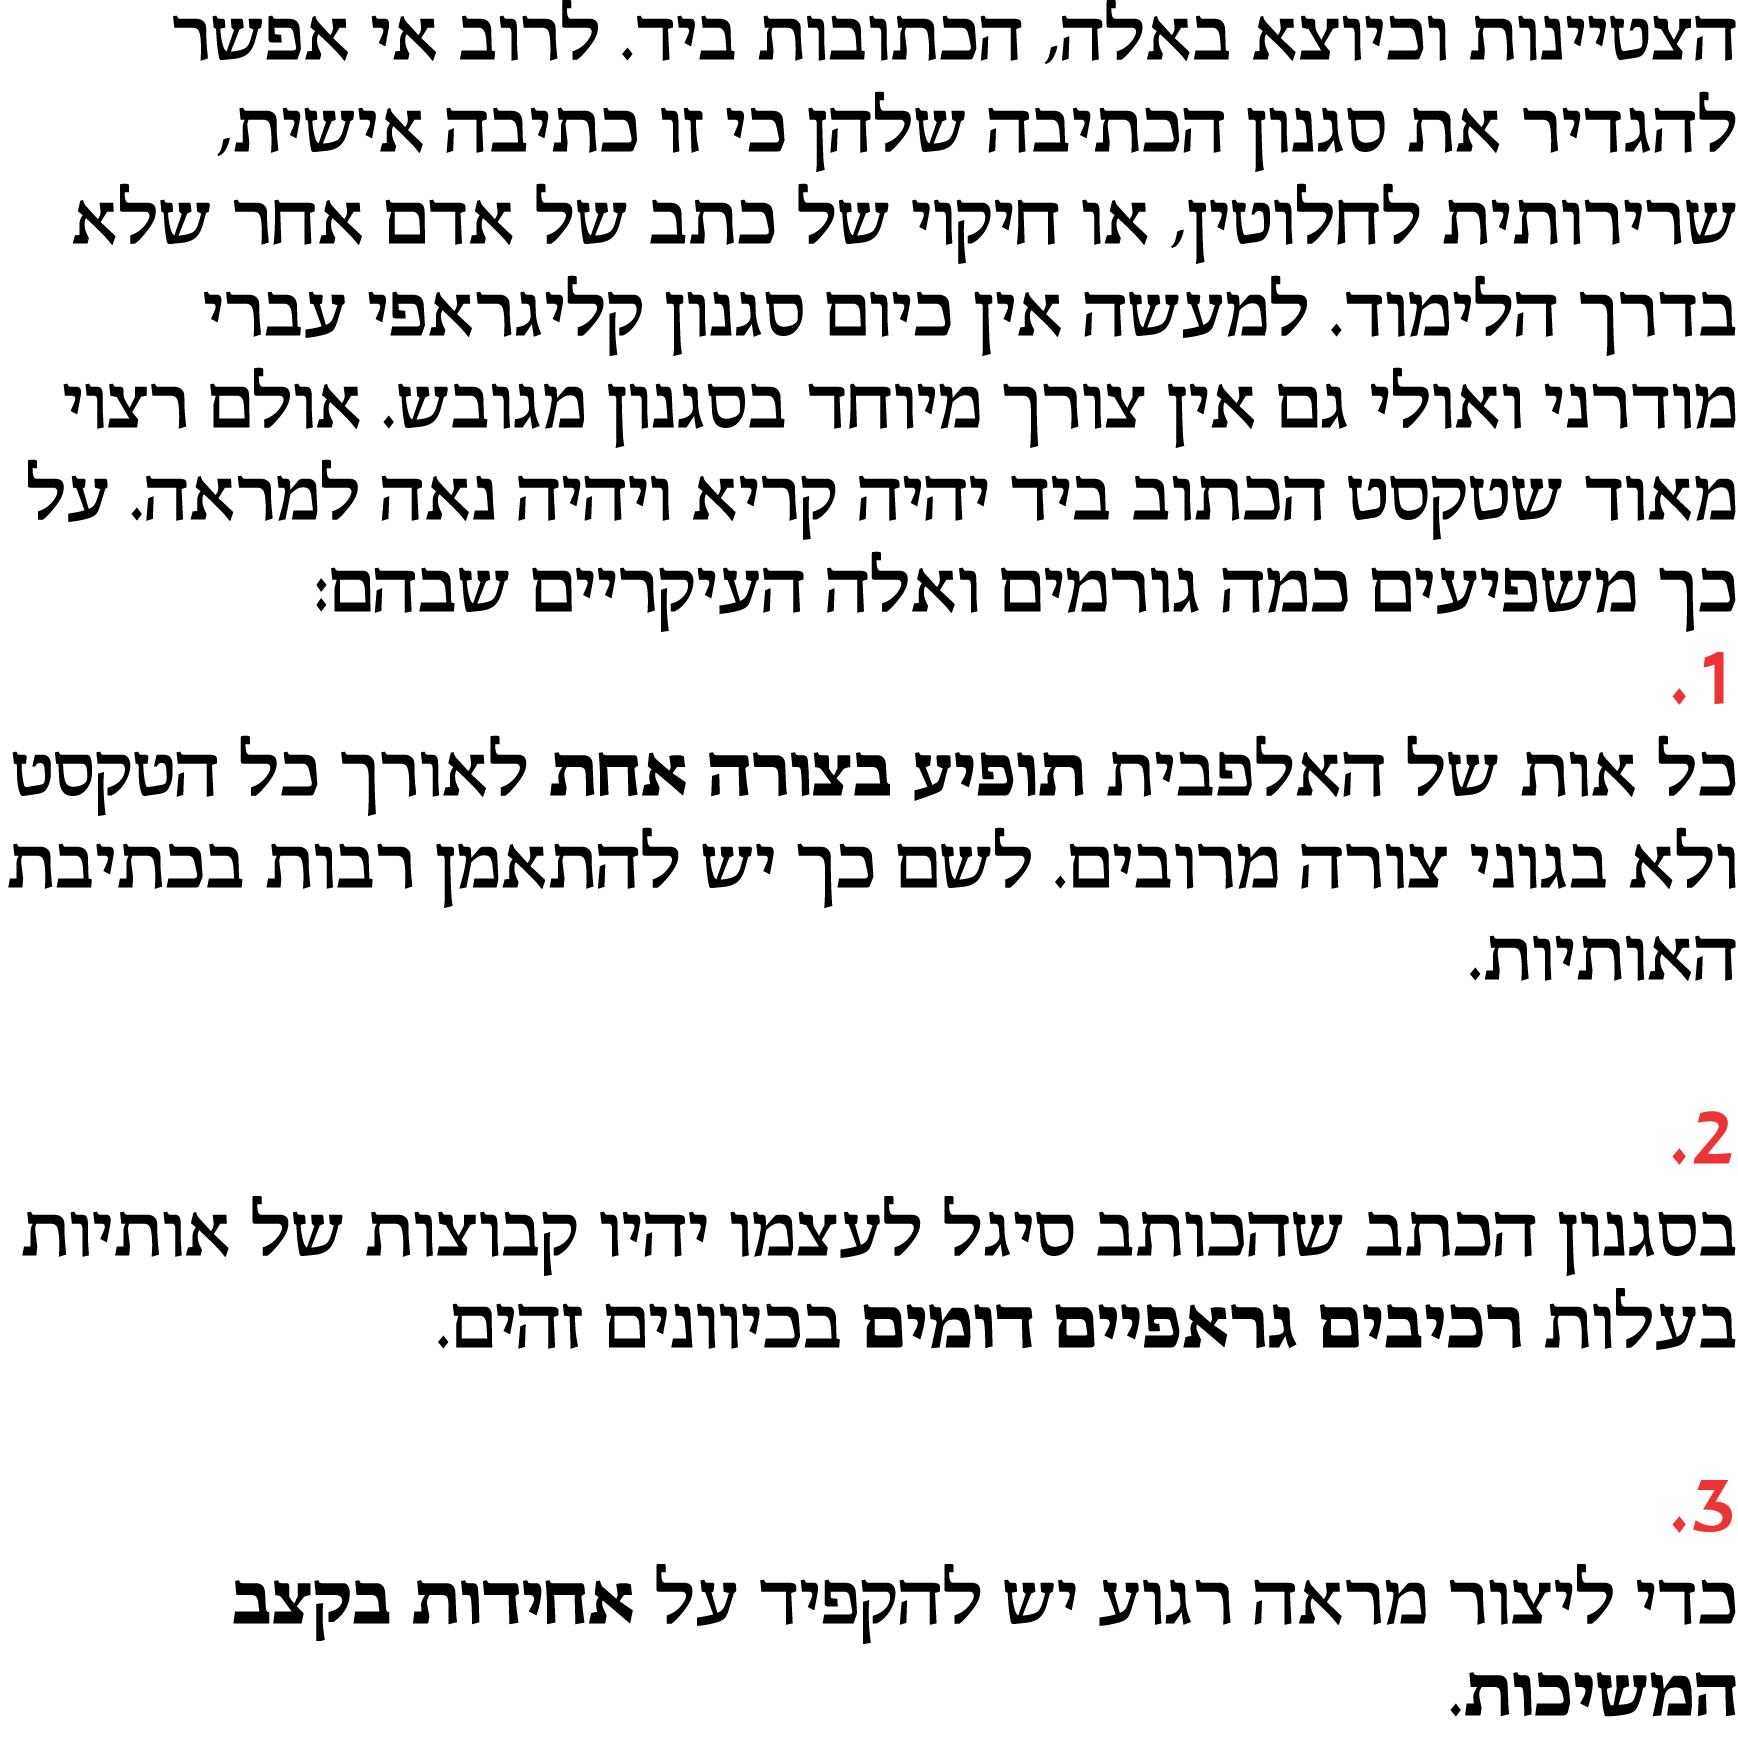 הצטיינות וכיוצא באלה, הכתובות ביד. לרוב אי אפשר
להגדיר את סגנון הכתיבה שלהן כי זו כתיבה אישית,
שרירותית לחלוטין, או חיקוי של כתב של אדם אחר שלא
בדרך הלימוד. למעשה אין כיום סגנון קליגראפי עברי
מודרני ואולי גם אין צורך מיוחד בסגנון מגובש. אולם רצוי
מאוד שטקסט הכתוב ביד יהיה קריא ויהיה נאה למראה. על
כך משפיעים כמה גורמים ואלה העיקריים שבהם:
1.
כל אות של האלפבית תופיע בצורה אחת לאורך כל הטקסט
ולא בגוני צורה מרובים. לשם כך יש להתאמן רבות בכתיבת
האותיות.
2.
בסגנון הכתב שהכותב סיגל לעצמו יהיו קבוצות של אותיות
בעלות רכיבים גראפיים דומים בכיוונים זהים.
3.
כדי ליצור מראה רגוע יש להקפיד על אחידות בקצב
המשיכות.